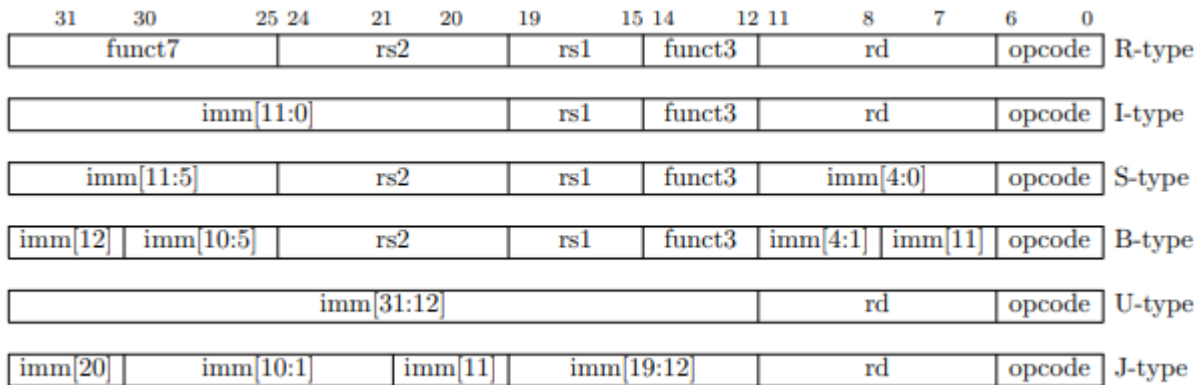 31 30 25 24 21 20 19 15 14 12 11 8 7 6 0
funct7 rs2 rs1 funct3 rd opcode R-type
imm[11:0] rs1 funct3 rd opcode I-type
imm[11:5] rs2 rs1 funct3 imm[4:0] opcode S-type
imm[12] imm[10:5] rs2 rs1 funct3 imm[4:1] imm[11] opcode B-type
imm[31:12] rd opcode U-type
imm[20] imm[10:1] imm[11] imm[19:12] rd opcode J-type